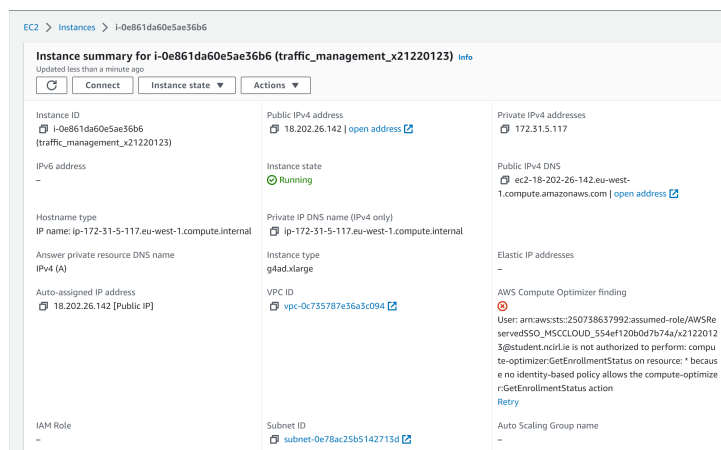 EC2 > Instances > i-0e861da60e5ae36b6
Instance summary for i-0e861da60e5ae36b6 (traffic_management_x21220123) Info
Updated less than a minute ago
Connect Instance state ▼ Actions ▼
Instance ID
i-0e861da60e5ae36b6
(traffic_management_x21220123)
Public IPv4 address
18.202.26.142 | open address
Private IPv4 addresses
172.31.5.117
IPv6 address
–
Instance state
Running
Public IPv4 DNS
ec2-18-202-26-142.eu-west-
1.compute.amazonaws.com | open address
Hostname type
IP name: ip-172-31-5-117.eu-west-1.compute.internal
Private IP DNS name (IPv4 only)
ip-172-31-5-117.eu-west-1.compute.internal
Answer private resource DNS name
IPv4 (A)
Instance type
g4ad.xlarge
Elastic IP addresses
–
Auto-assigned IP address
18.202.26.142 [Public IP]
VPC ID
vpc-0c735787e36a3c094
AWS Compute Optimizer finding
User: arn:aws:sts::250738637992:assumed-role/AWSRe
servedSSO_MSCCLOUD_554ef120b0d7b74a/x2122012
3@student.ncirl.ie is not authorized to perform: compu
te-optimizer:GetEnrollmentStatus on resource: * becaus
e no identity-based policy allows the compute-optimize
r:GetEnrollmentStatus action
Retry
IAM Role
–
Subnet ID
subnet-0e78ac25b5142713d
Auto Scaling Group name
–